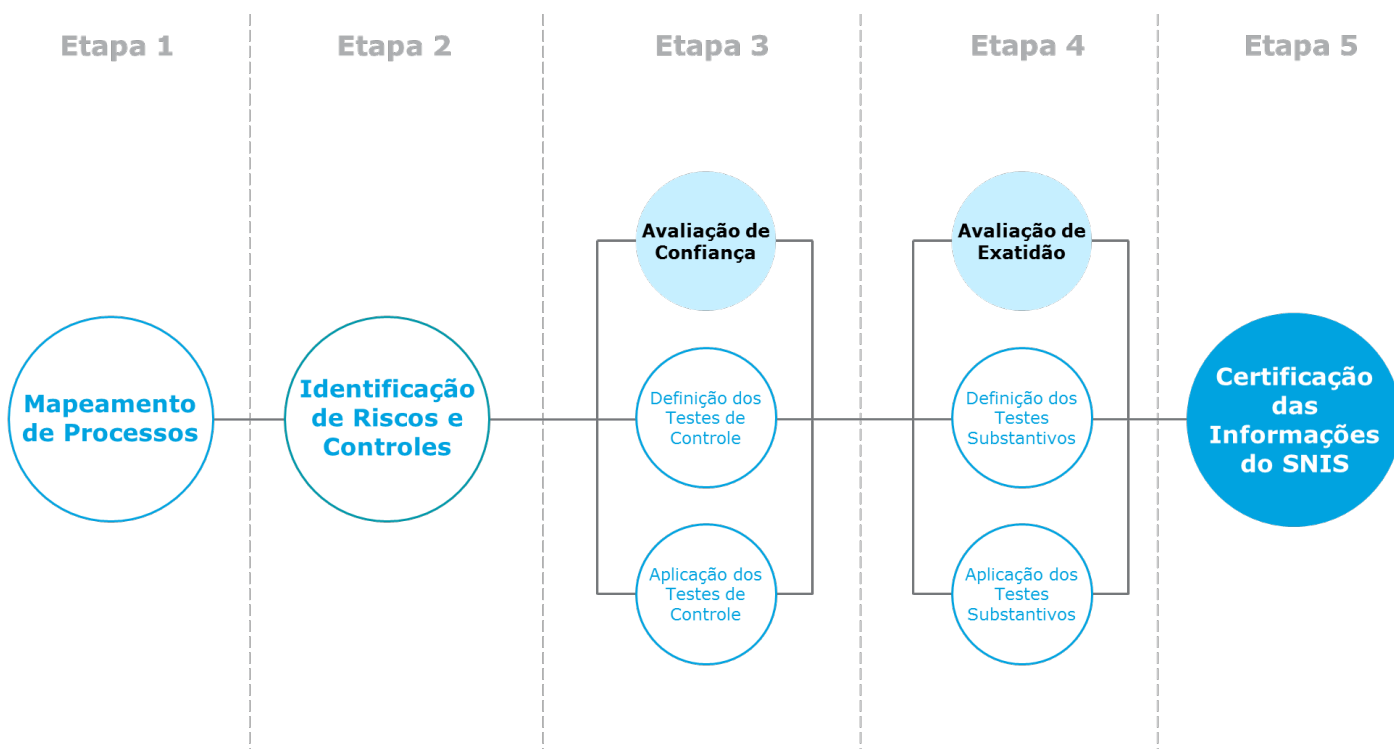 Etapa 1
Etapa 2
Etapa 3
Etapa 4
Etapa 5
Mapeamento
de Processos
Identificação
de Riscos e
Controles
Avaliação de
Confiança
Definição dos
Testes de
Controle
Aplicação dos
Testes de
Controle
Avaliação de
Exatidão
Definição dos
Testes
Substantivos
Aplicação dos
Testes
Substantivos
Certificação
das
Informações
do SNIS